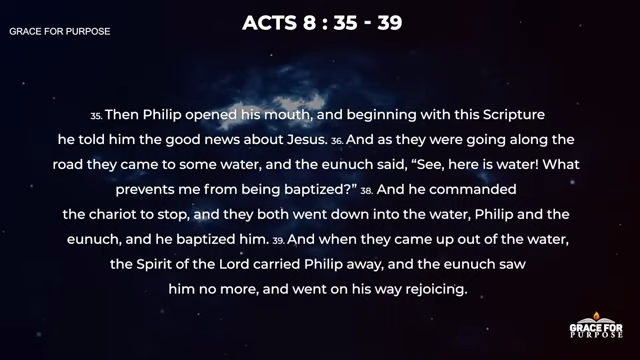 ACTS 8 : 35 - 39
GRACE FOR PURPOSE
35. Then Philip opened his mouth, and beginning with this Scripture
he told him the good news about Jesus. 36. And as they were going along the
road they came to some water, and the eunuch said, “See, here is water! What
prevents me from being baptized?” 38. And he commanded
the chariot to stop, and they both went down into the water, Philip and the
eunuch, and he baptized him. 39. And when they came up out of the water,
the Spirit of the Lord carried Philip away, and the eunuch saw
him no more, and went on his way rejoicing.
GRACE FOR
PURPOSE